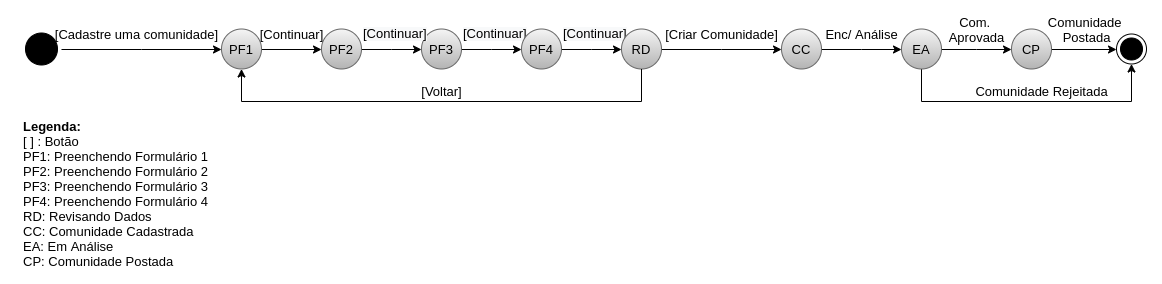 [Cadastre uma comunidade]
[Continuar]
[Continuar]
[Continuar]
[Continuar]
[Criar Comunidade]
Enc/ Análise
Com.
Aprovada
Comunidade
Postada
PF1
PF2
PF3
PF4
RD
CC
EA
CP
[Voltar]
Comunidade Rejeitada
Legenda:
[ ] : Botão
PF1: Preenchendo Formulário 1
PF2: Preenchendo Formulário 2
PF3: Preenchendo Formulário 3
PF4: Preenchendo Formulário 4
RD: Revisando Dados
CC: Comunidade Cadastrada
EA: Em Análise
CP: Comunidade Postada